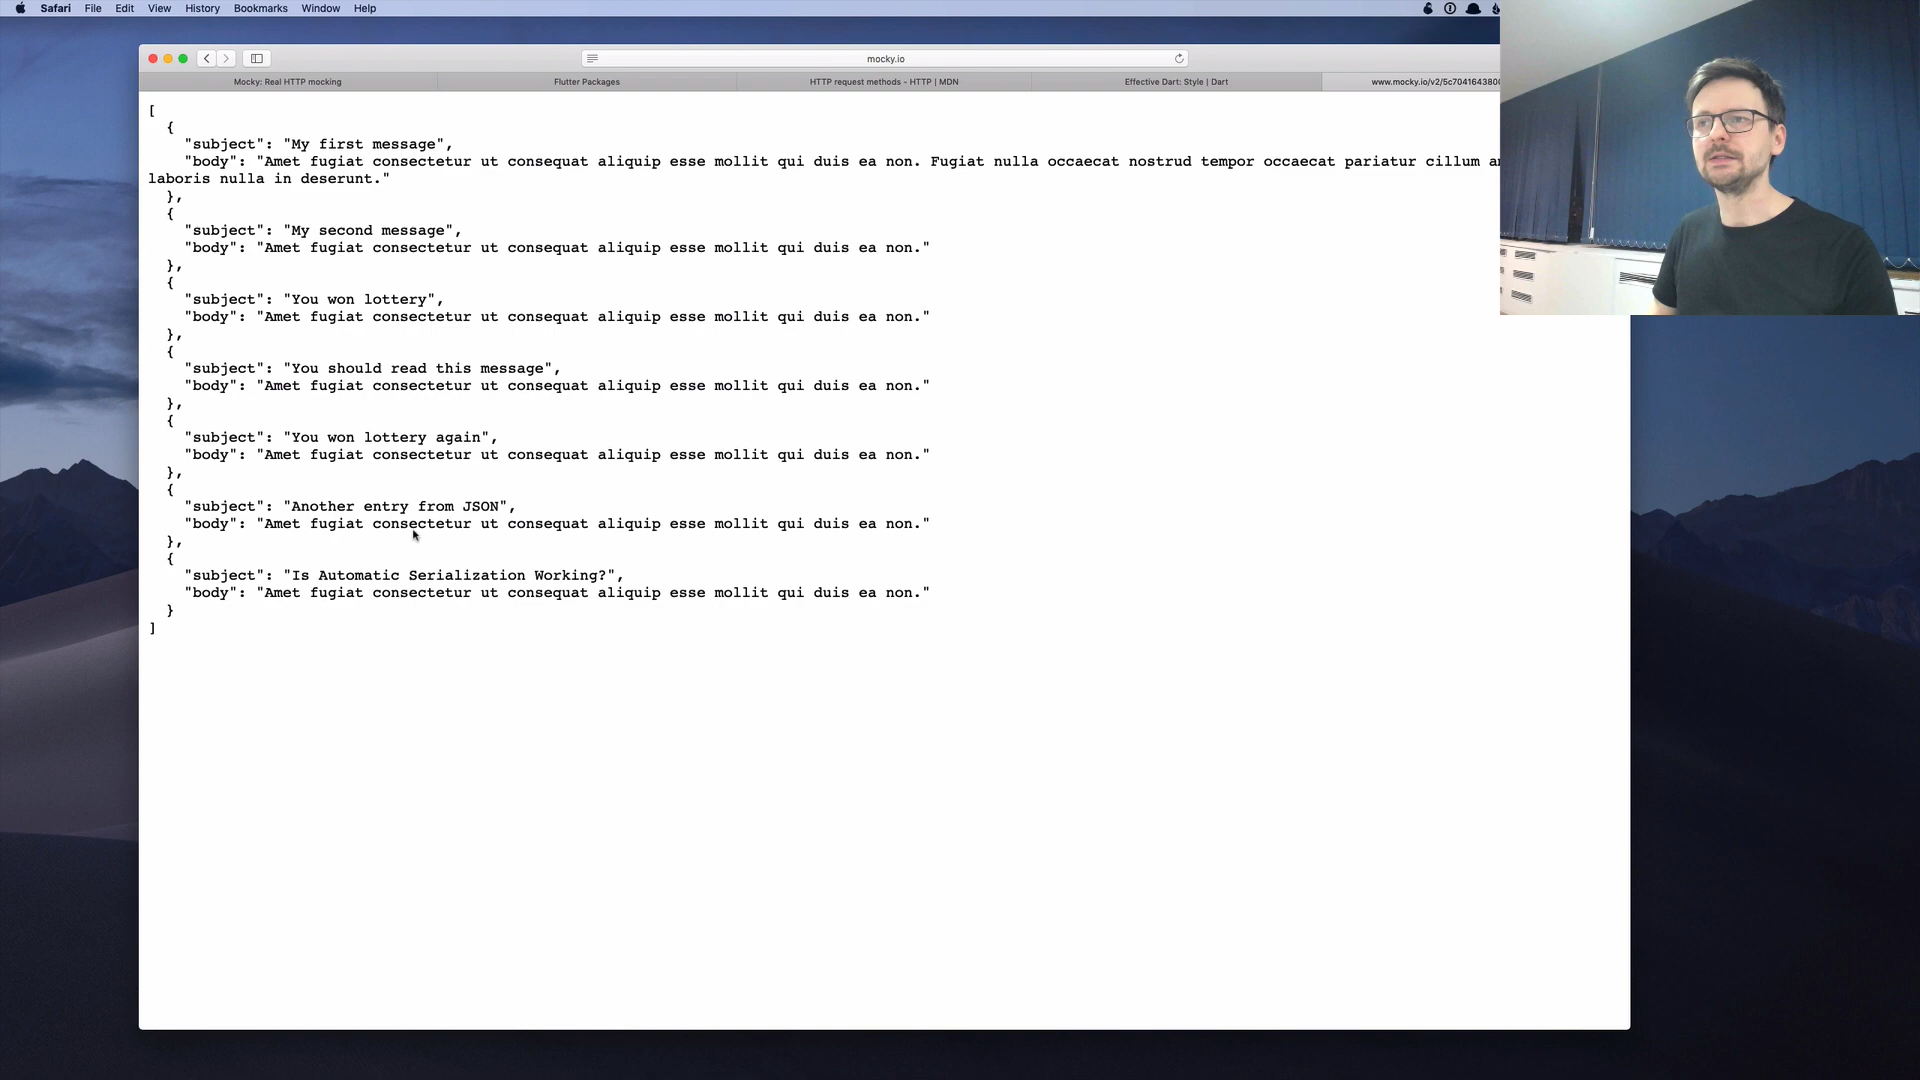 Safari File Edit View History Bookmarks Window Help
mocky.io
Mocky: Real HTTP mocking Flutter Packages HTTP request methods - HTTP | MDN Effective Dart: Style | Dart www.mocky.io/v2/5c7041643800
[
{
"subject": "My first message",
"body": "Amet fugiat consectetur ut consequat aliquip esse mollit qui duis ea non. Fugiat nulla occaecat nostrud tempor occaecat pariatur cillum
laboris nulla in deserunt."
},
{
"subject": "My second message",
"body": "Amet fugiat consectetur ut consequat aliquip esse mollit qui duis ea non."
},
{
"subject": "You won lottery",
"body": "Amet fugiat consectetur ut consequat aliquip esse mollit qui duis ea non."
},
{
"subject": "You should read this message",
"body": "Amet fugiat consectetur ut consequat aliquip esse mollit qui duis ea non."
},
{
"subject": "You won lottery again",
"body": "Amet fugiat consectetur ut consequat aliquip esse mollit qui duis ea non."
},
{
"subject": "Another entry from JSON",
"body": "Amet fugiat consectetur ut consequat aliquip esse mollit qui duis ea non."
},
{
"subject": "Is Automatic Serialization Working?",
"body": "Amet fugiat consectetur ut consequat aliquip esse mollit qui duis ea non."
}
]